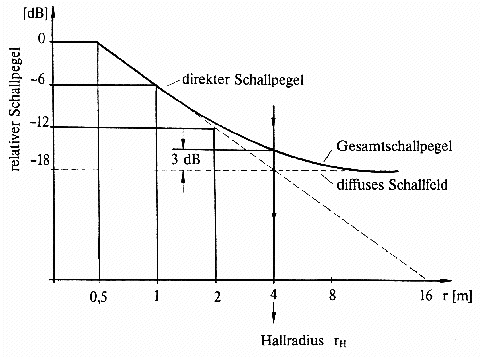 [dB]
relativer Schallpegel
0
−6
−12
−18
direkter Schallpegel
3 dB
Gesamtschallpegel
diffuses Schallfeld
0,5 1 2 4 8 16 r [m]
Hallradius rH